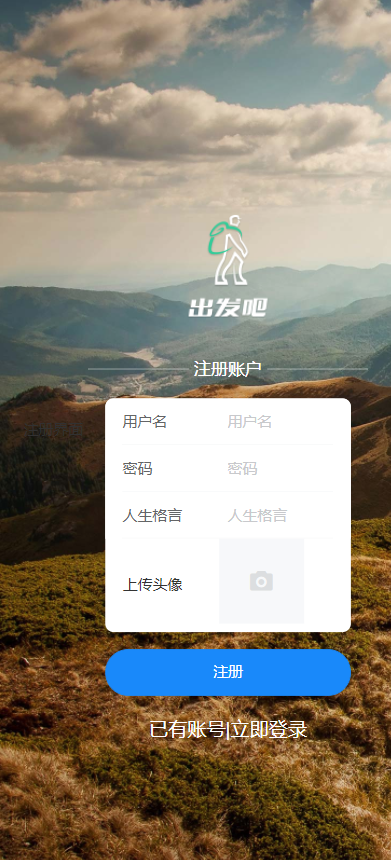 出发吧
注册账户
用户名 用户名
密码 密码
人生格言 人生格言
上传头像
注册
已有账号|立即登录